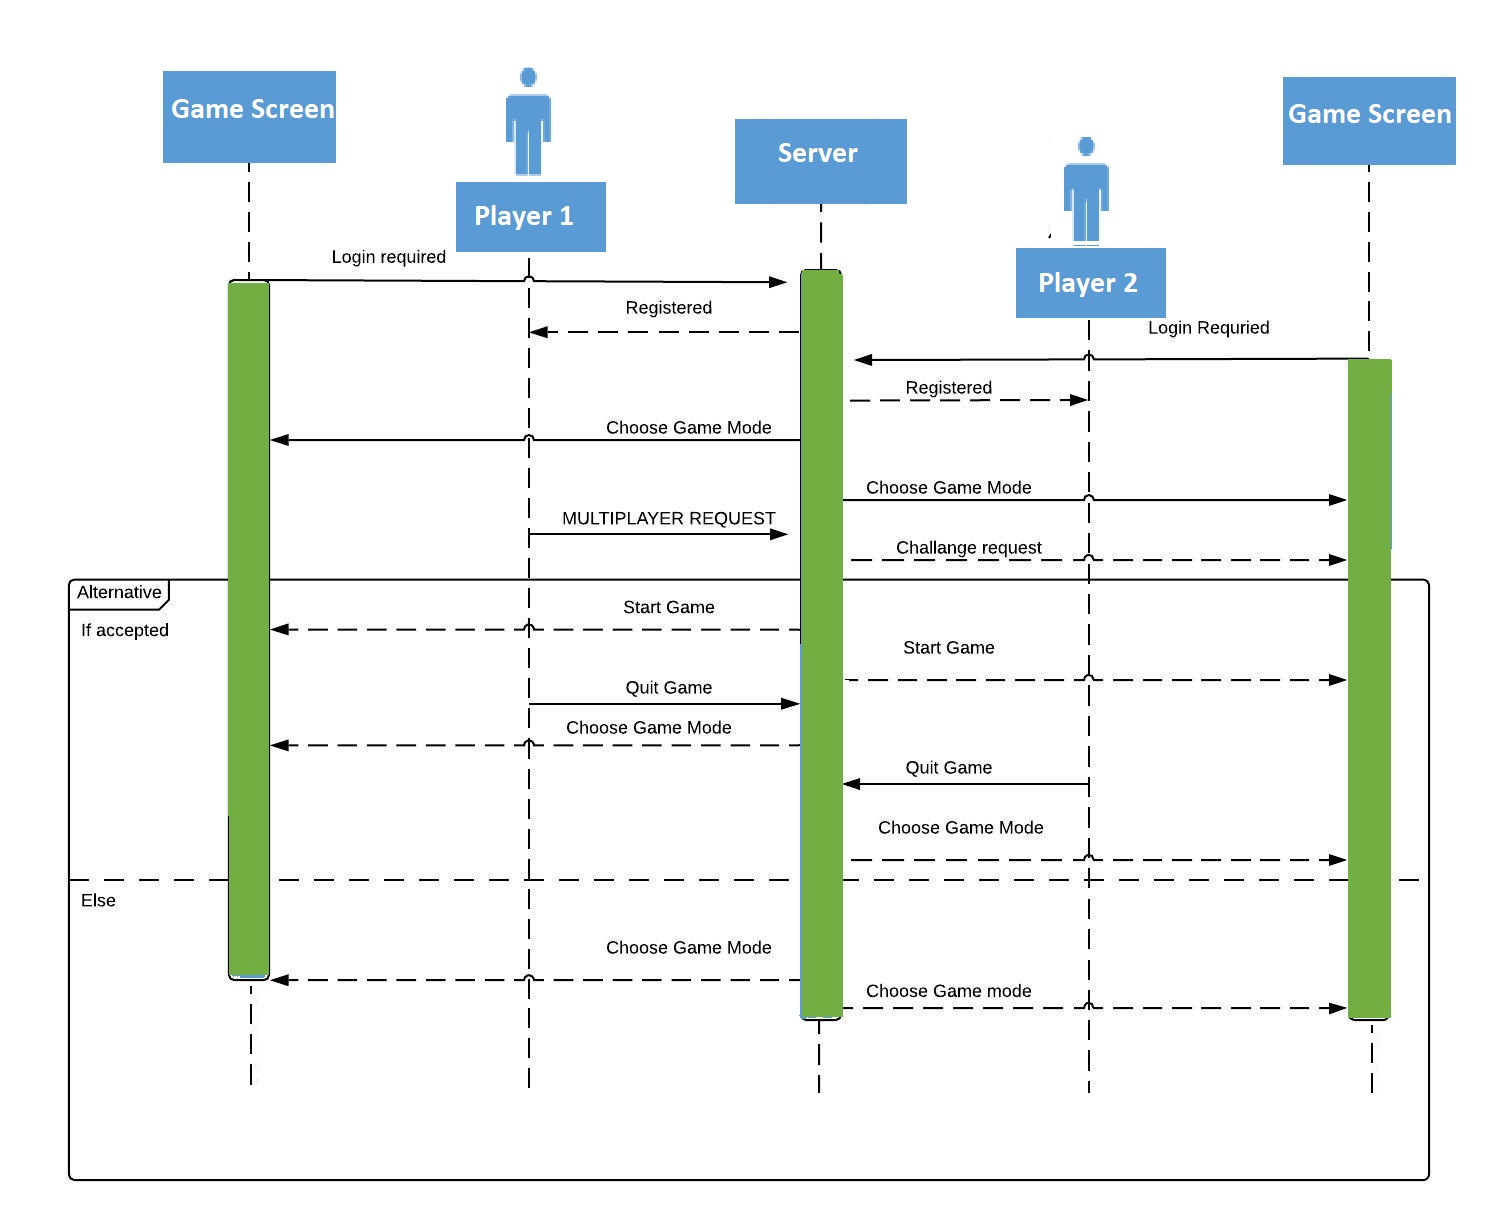 Game Screen
Game Screen
Server
Player 1
Player 2
Login required
Registered
Login Requried
Registered
Choose Game Mode
Choose Game Mode
MULTIPLAYER REQUEST
Challange request
Alternative
If accepted
Start Game
Start Game
Quit Game
Choose Game Mode
Quit Game
Choose Game Mode
Else
Choose Game Mode
Choose Game mode